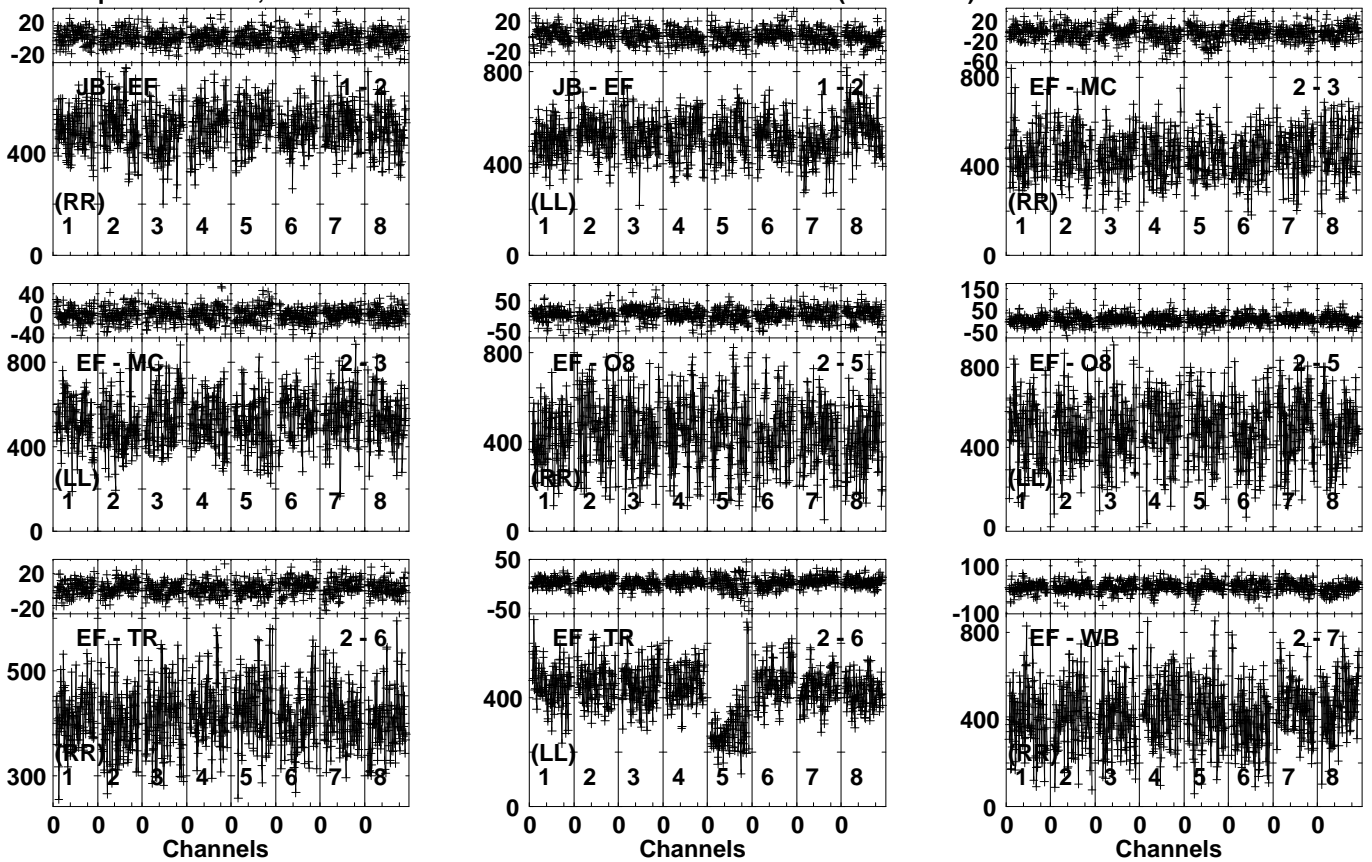 20
-20
JB - EF 1 - 2
400
(RR)
1 2 3 4 5 6 7 8
0
20
-20
800
JB - EF 1 - 2
400
(LL)
1 2 3 4 5 6 7 8
0
20
-20
-60
800
EF - MC 2 - 3
400
(RR)
1 2 3 4 5 6 7 8
0
40
0
-40
800
EF - MC 2 - 3
400
(LL)
1 2 3 4 5 6 7 8
0
50
-50
800
EF - O8 2 - 5
400
(RR)
1 2 3 4 5 6 7 8
0
150
50
-50
800
EF - O8 2 - 5
400
(LL)
1 2 3 4 5 6 7 8
0
20
-20
EF - TR 2 - 6
500
(RR)
300
1 2 3 4 5 6 7 8
0 0 0 0 0 0 0 0
Channels
50
-50
EF - TR 2 - 6
400
(LL)
1 2 3 4 5 6 7 8
0
0 0 0 0 0 0 0 0
Channels
100
-100
800
EF - WB 2 - 7
400
(RR)
1 2 3 4 5 6 7 8
0
0 0 0 0 0 0 0 0
Channels